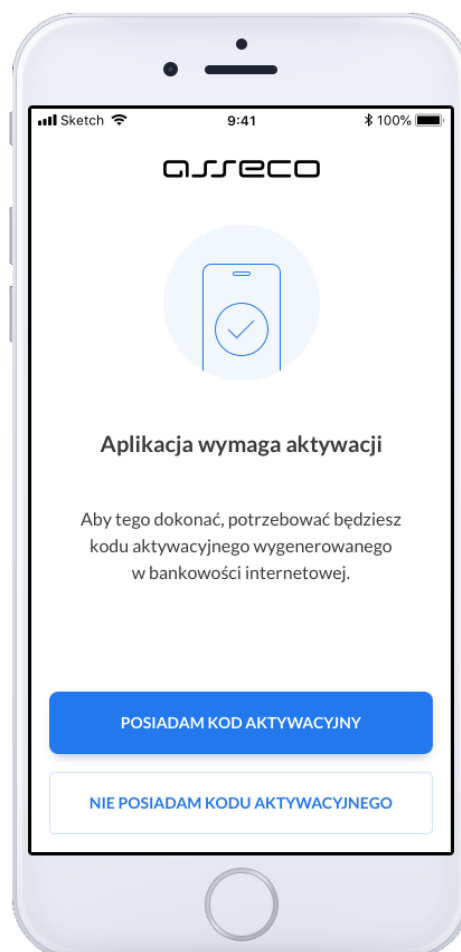 Sketch 9:41 100%
asseco
Aplikacja wymaga aktywacji
Aby tego dokonać, potrzebować będziesz
kodu aktywacyjnego wygenerowanego
w bankowości internetowej.
POSIADAM KOD AKTYWACYJNY
NIE POSIADAM KODU AKTYWACYJNEGO